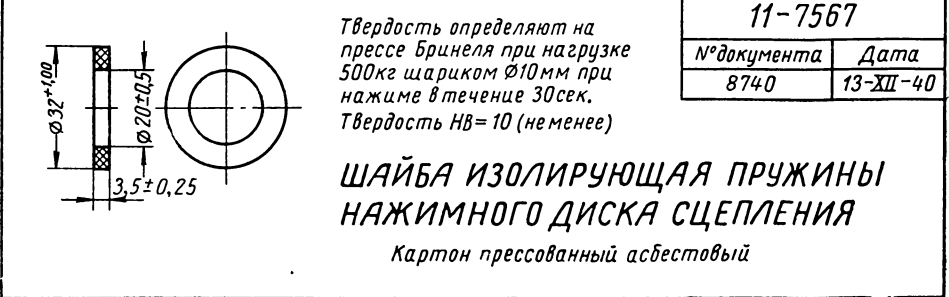 11-7567
№ документа Дата
8740 13-XII-40
Твердость определяют на
прессе Бринеля при нагрузке
500кг шариком Ø10мм при
нажиме в течение 30сек.
Твердость HB= 10 (не менее)
Ø32+1,00
Ø20±0,5
3,5±0,25
ШАЙБА ИЗОЛИРУЮЩАЯ ПРУЖИНЫ
НАЖИМНОГО ДИСКА СЦЕПЛЕНИЯ
Картон прессованный асбестовый